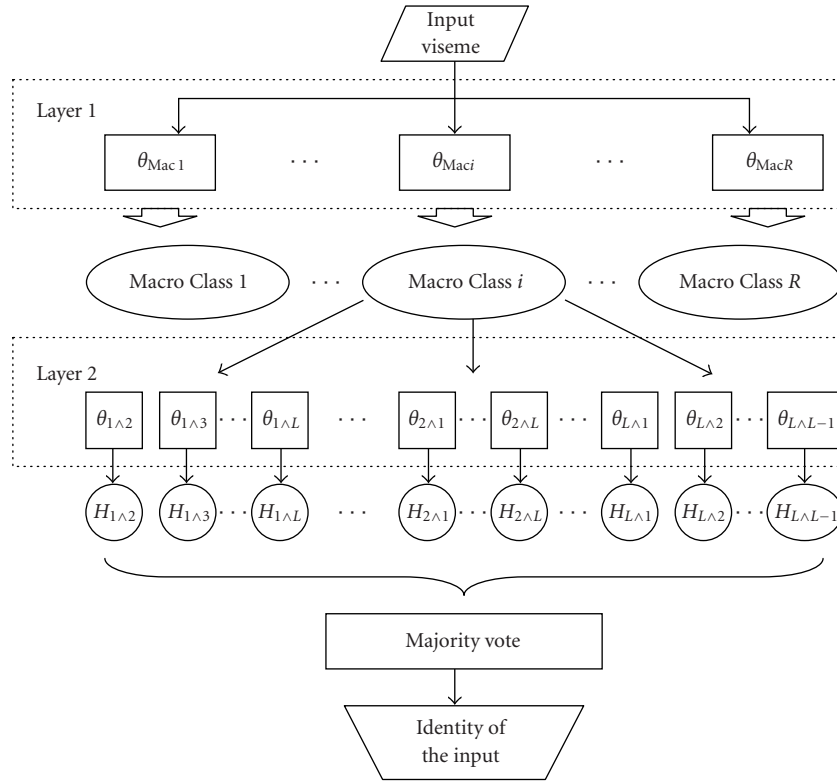 Input
viseme
Layer 1
θMac 1 · · · θMaci · · · θMacR
Macro Class 1 · · · Macro Class i · · · Macro Class R
Layer 2
θ1∧2 θ1∧3 · · · θ1∧L · · · θ2∧1 · · · θ2∧L · · · θL∧1 θL∧2 · · · θL∧L−1
H1∧2 H1∧3 · · · H1∧L · · · H2∧1 · · · H2∧L · · · HL∧1 HL∧2 · · · HL∧L−1
Majority vote
Identity of
the input